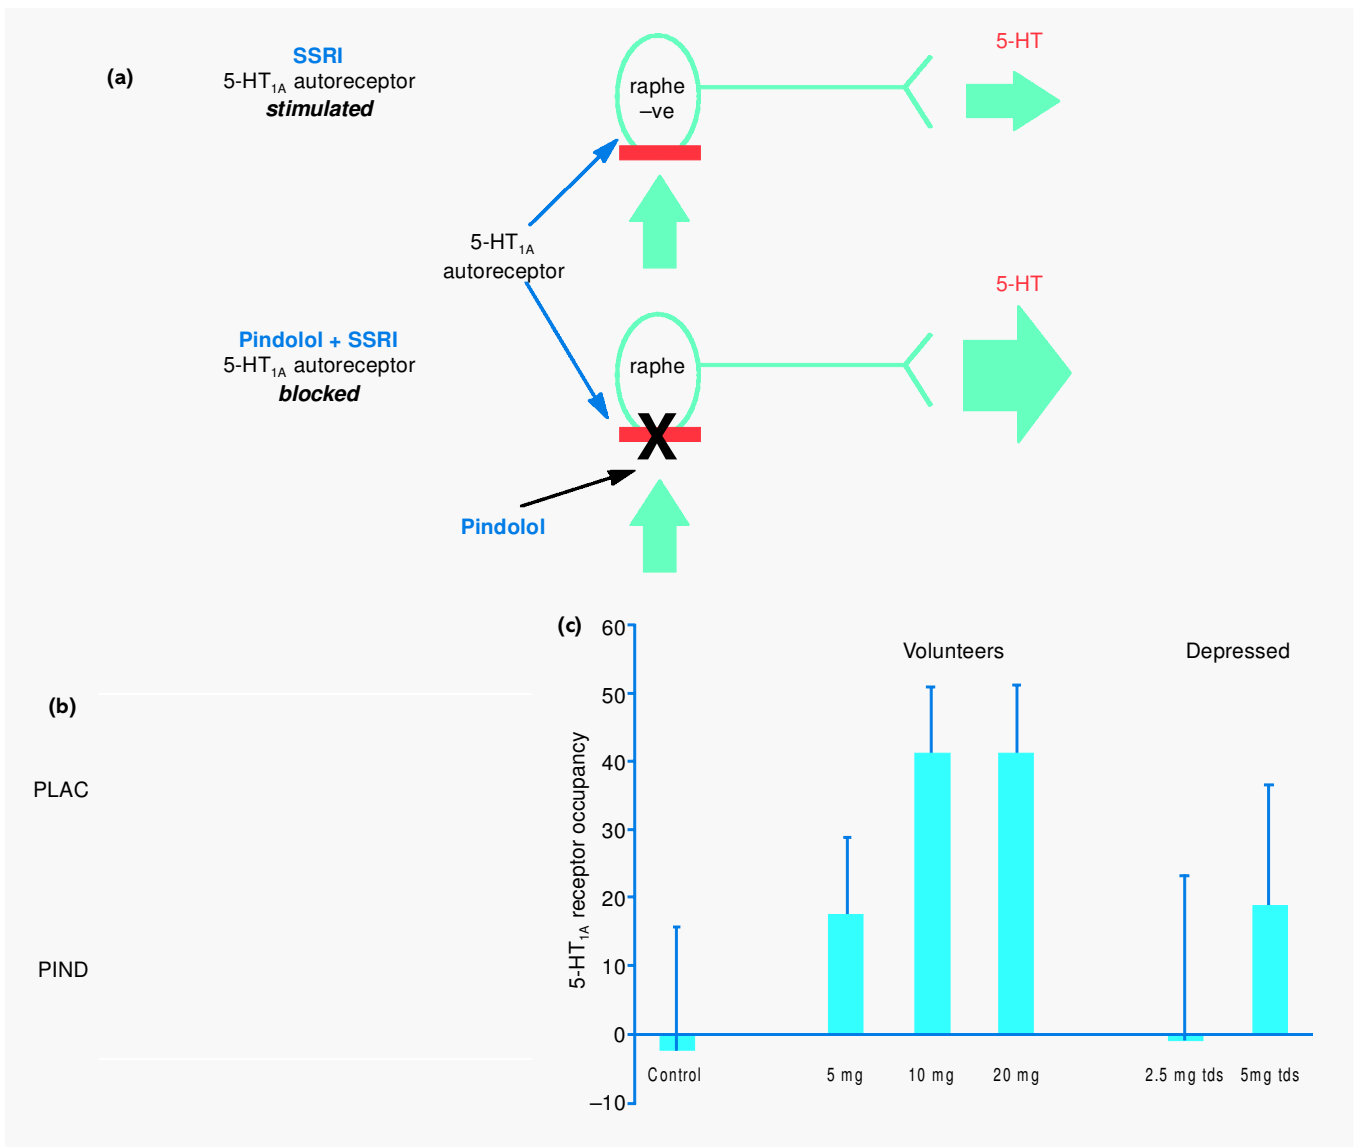 (a)
SSRI
5-HT1A autoreceptor
stimulated
raphe
–ve
5-HT
5-HT1A
autoreceptor
Pindolol + SSRI
5-HT1A autoreceptor
blocked
raphe
X
5-HT
Pindolol
(b)
PLAC
PIND
(c)
Volunteers
Depressed
5-HT1A receptor occupancy
60
50
40
30
20
10
0
–10
Control
5 mg
10 mg
20 mg
2.5 mg tds
5mg tds